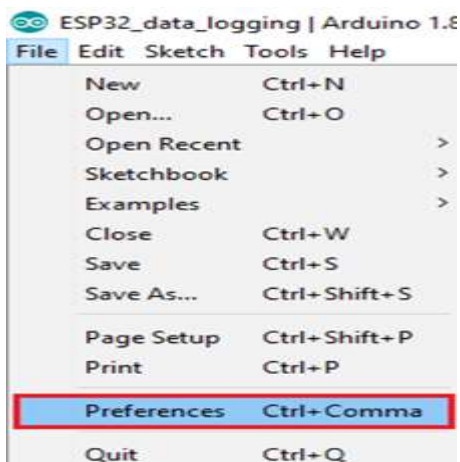 ESP32_data_logging | Arduino 1.8
File Edit Sketch Tools Help
New Ctrl+N
Open... Ctrl+O
Open Recent >
Sketchbook >
Examples >
Close Ctrl+W
Save Ctrl+S
Save As... Ctrl+Shift+S
Page Setup Ctrl+Shift+P
Print Ctrl+P
Preferences Ctrl+Comma
Quit Ctrl+Q